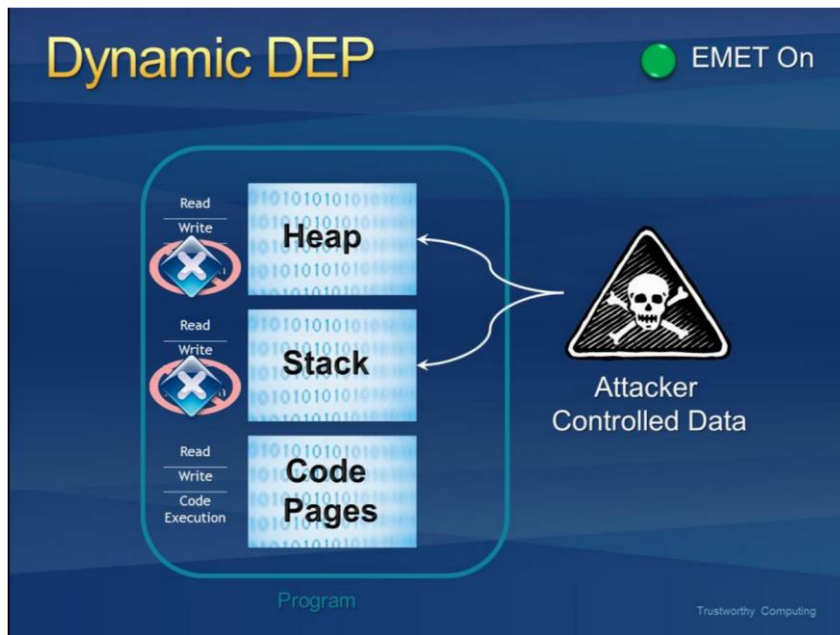 Dynamic DEP
EMET On
Read
Write
Heap
Read
Write
Stack
Attacker
Controlled Data
Read
Write
Code
Execution
Code
Pages
Program
Trustworthy Computing